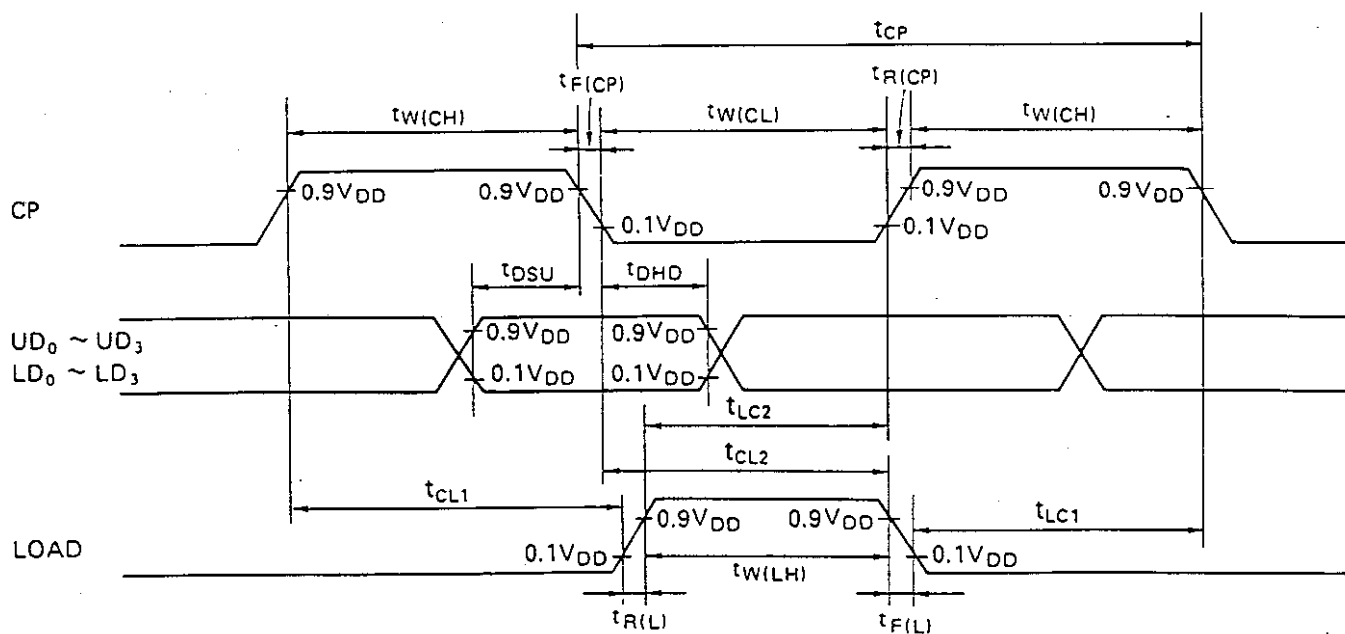 tCP
tF(CP)
tR(CP)
tW(CH)
tW(CL)
tW(CH)
CP
0.9VDD
0.9VDD
0.1VDD
0.9VDD
0.1VDD
0.9VDD
tDSU
tDHD
UD₀ ~ UD₃
LD₀ ~ LD₃
0.9VDD
0.9VDD
0.1VDD
0.1VDD
tLC2
tCL2
tCL1
tLC1
LOAD
0.9VDD
0.9VDD
0.1VDD
0.1VDD
tW(LH)
tR(L)
tF(L)